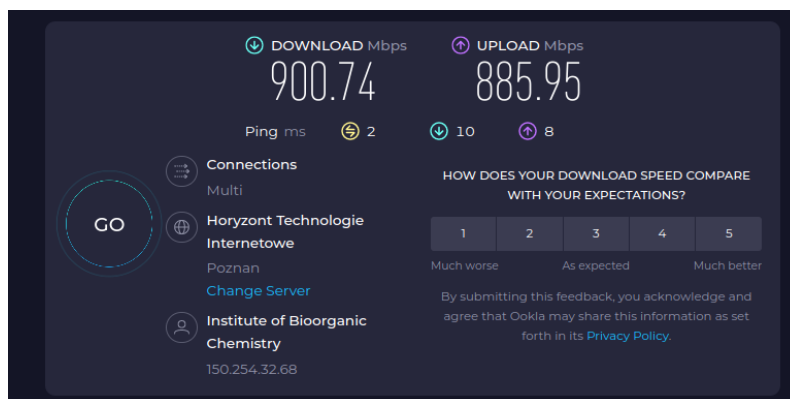 DOWNLOAD Mbps
900.74
UPLOAD Mbps
885.95
Ping ms 2 10 8
GO
Connections
Multi
Horyzont Technologie
Internetowe
Poznan
Change Server
Institute of Bioorganic
Chemistry
150.254.32.68
HOW DOES YOUR DOWNLOAD SPEED COMPARE
WITH YOUR EXPECTATIONS?
1 2 3 4 5
Much worse As expected Much better
By submitting this feedback, you acknowledge and
agree that Ookla may share this information as set
forth in its Privacy Policy.